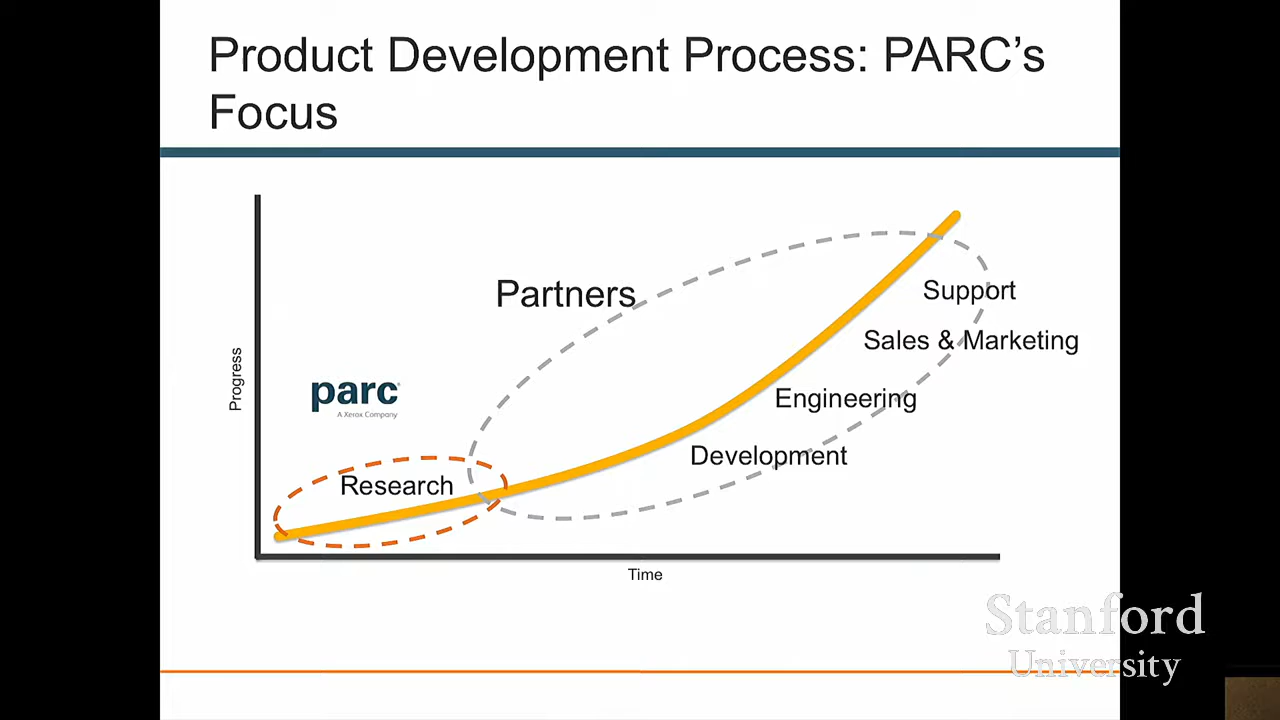 Product Development Process: PARC’s
Focus
Partners
Support
Sales & Marketing
Engineering
Development
Progress
parc
A Xerox Company
Research
Time
Stanford
University